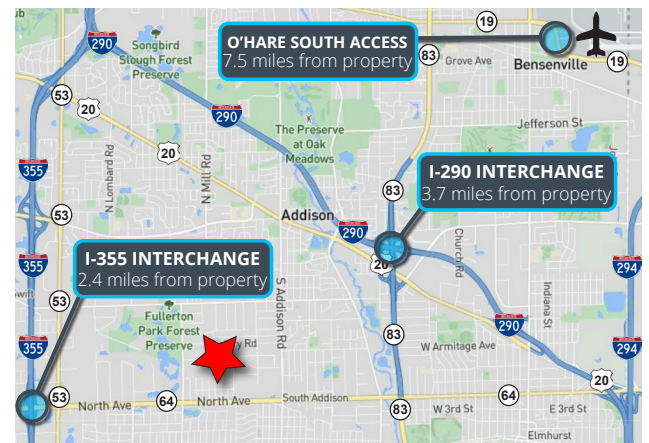 ub
290
19
Songbird
Slough Forest
Preserve
O'HARE SOUTH ACCESS
7.5 miles from property
83
Grove Ave
Bensenville
19
53
20
290
The Preserve
at Oak
Meadows
Jefferson St
355
N Lombard Rd
20
N Mill Rd
83
I-290 INTERCHANGE
3.7 miles from property
53
Addison
290
20
Church Rd
I-355 INTERCHANGE
2.4 miles from property
355
294
wift
53
S Addison Rd
Indiana St
Fullerton
Park Forest
Preserve
y Rd
290
83
355
W Armitage Ave
294
20
53
North Ave
64
North Ave
South Addison
83
W 3rd St
64
E 3rd St
Elmhurst